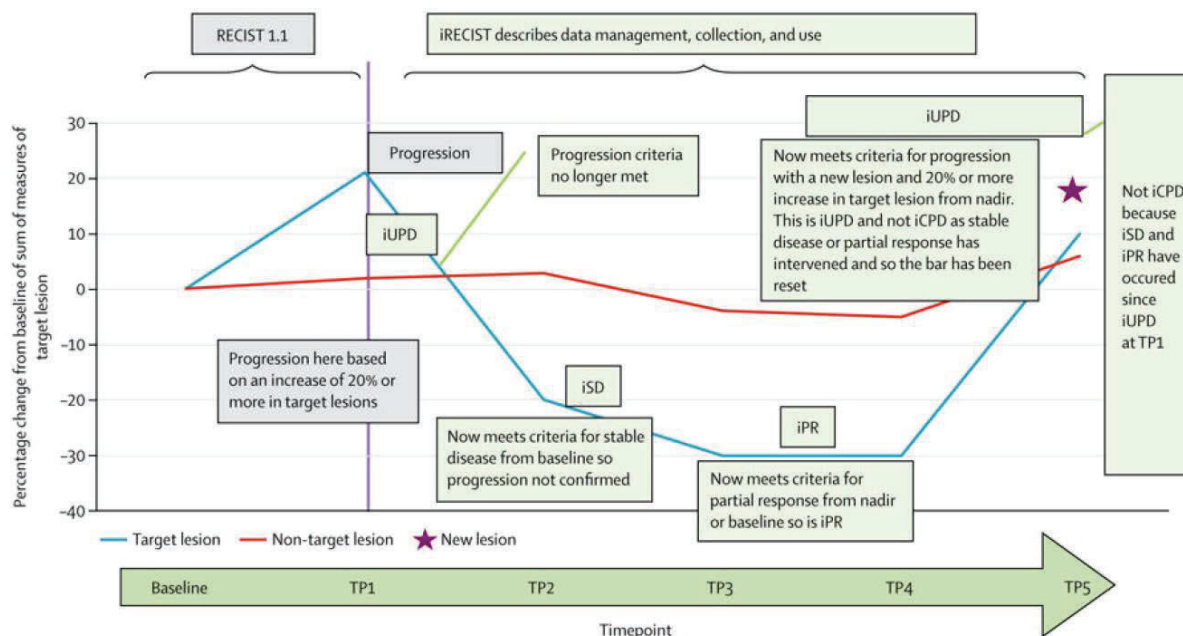 RECIST 1.1
iRECIST describes data management, collection, and use
Percentage change from baseline of sum of measures of
target lesion
30
20
10
0
−10
−20
−30
−40
Progression
iUPD
Progression criteria
no longer met
iUPD
Now meets criteria for progression
with a new lesion and 20% or more
increase in target lesion from nadir.
This is iUPD and not iCPD as stable
disease or partial response has
intervened and so the bar has been
reset
Not iCPD
because
iSD and
iPR have
occured
since
iUPD
at TP1
Progression here based
on an increase of 20% or
more in target lesions
iSD
Now meets criteria for stable
disease from baseline so
progression not confirmed
iPR
Now meets criteria for
partial response from nadir
or baseline so is iPR
Target lesion Non-target lesion New lesion
Baseline TP1 TP2 TP3 TP4 TP5
Timepoint